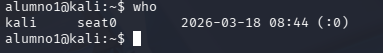 alumno1@kali:~$ who
kali     seat0        2026-03-18 08:44 (:0)
alumno1@kali:~$